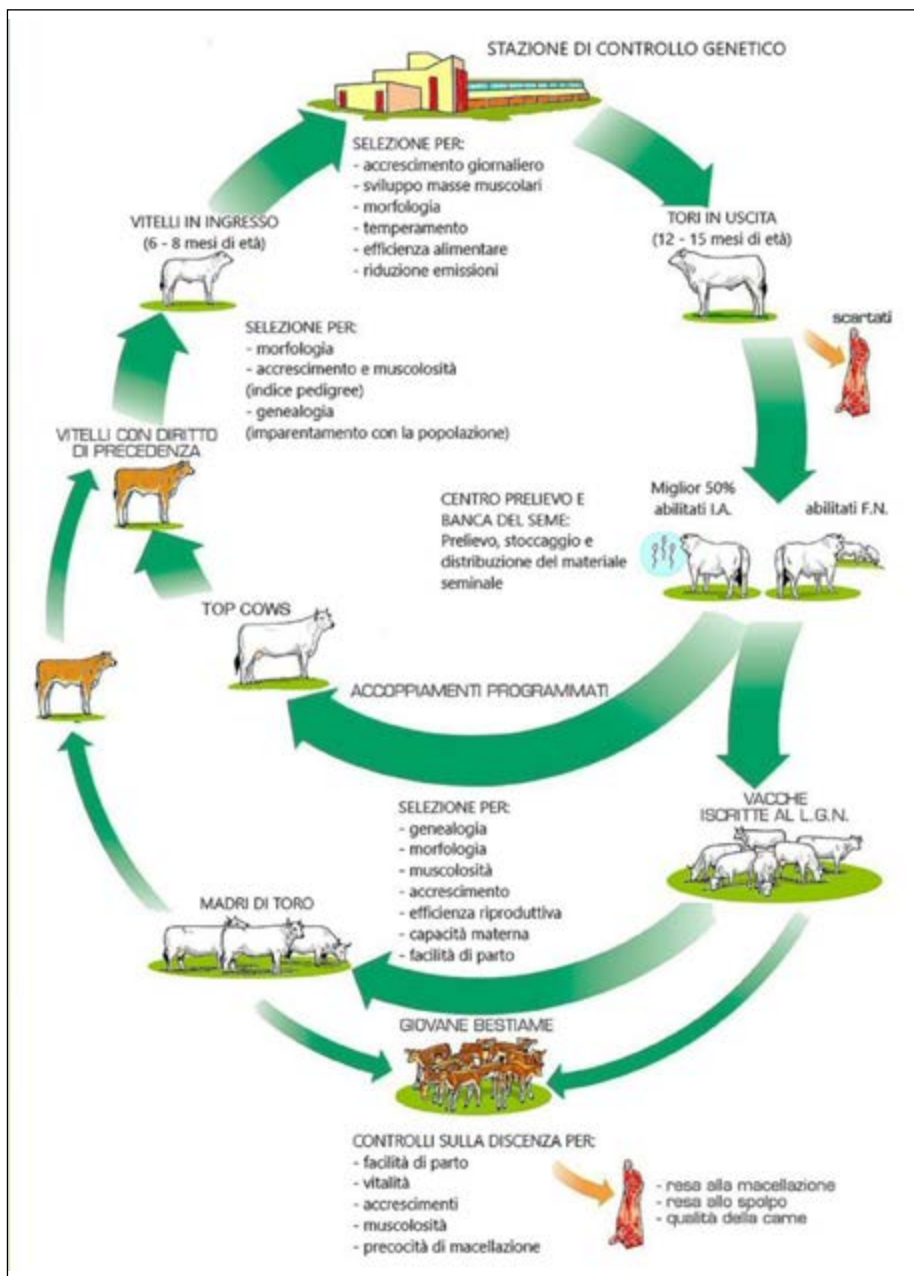 STAZIONE DI CONTROLLO GENETICO
SELEZIONE PER:
- accrescimento giornaliero
- sviluppo masse muscolari
- morfologia
- temperamento
- efficienza alimentare
- riduzione emissioni
VITELLI IN INGRESSO
(6 - 8 mesi di età)
TORI IN USCITA
(12 - 15 mesi di età)
scartati
SELEZIONE PER:
- morfologia
- accrescimento e muscolosità
(indice pedigree)
- genealogia
(imparentamento con la popolazione)
VITELLI CON DIRITTO
DI PRECEDENZA
CENTRO PRELIEVO E
BANCA DEL SEME:
Prelievo, stoccaggio e
distribuzione del materiale
seminale
Miglior 50%
abilitati I.A.
abilitati F.N.
TOP COWS
ACCOPPIAMENTI PROGRAMMATI
SELEZIONE PER:
- genealogia
- morfologia
- muscolosità
- accrescimento
- efficienza riproduttiva
- capacità materna
- facilità di parto
VACCHE
ISCRITTE AL L.G.N.
MADRI DI TORO
GIOVANE BESTIAME
CONTROLLI SULLA DISCENZA PER:
- facilità di parto
- vitalità
- accrescimenti
- muscolosità
- precocità di macellazione
- resa alla macellazione
- resa allo spolpo
- qualità della carne